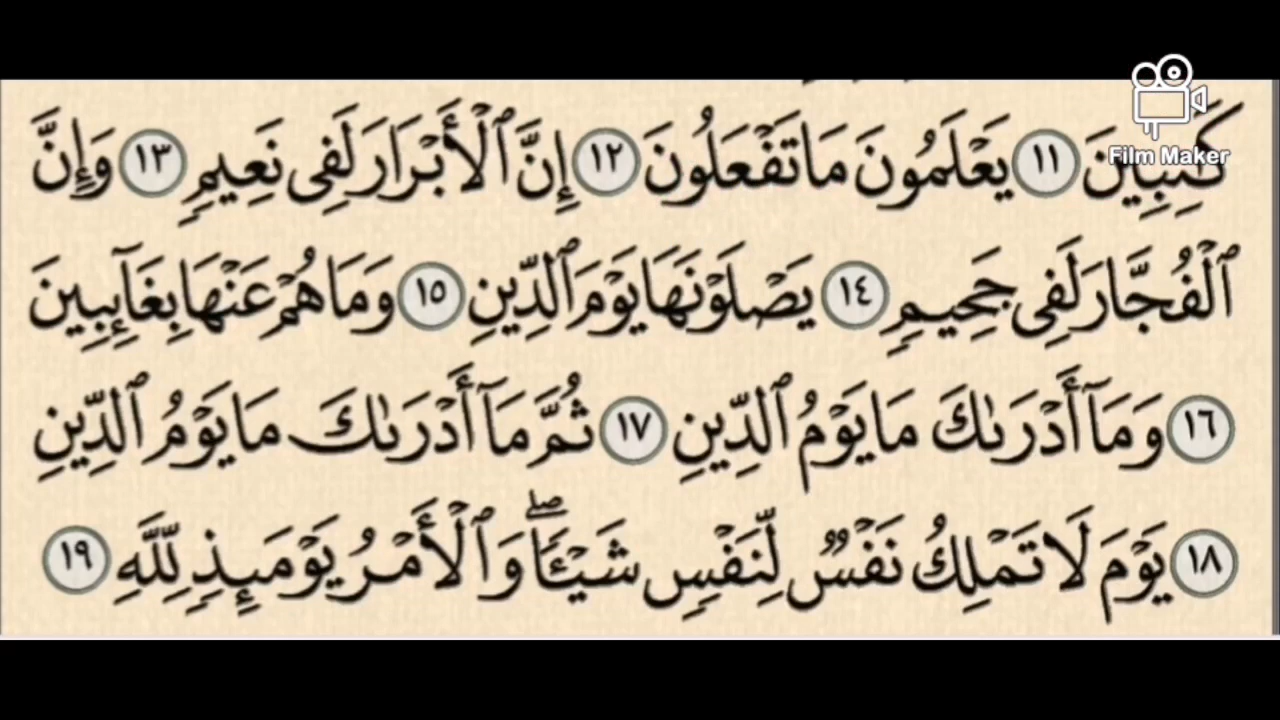 Film Maker
كَٰتِبِينَ ١١ يَعْلَمُونَ مَا تَفْعَلُونَ ١٢ إِنَّ ٱلْأَبْرَارَ لَفِى نَعِيمٍ ١٣ وَإِنَّ
ٱلْفُجَّارَ لَفِى جَحِيمٍ ١٤ يَصْلَوْنَهَا يَوْمَ ٱلدِّينِ ١٥ وَمَا هُمْ عَنْهَا بِغَآئِبِينَ
١٦ وَمَآ أَدْرَىٰكَ مَا يَوْمُ ٱلدِّينِ ١٧ ثُمَّ مَآ أَدْرَىٰكَ مَا يَوْمُ ٱلدِّينِ
١٨ يَوْمَ لَا تَمْلِكُ نَفْسٌ لِّنَفْسٍ شَيْـًٔا ۖ وَٱلْأَمْرُ يَوْمَئِذٍ لِّلَّهِ ١٩